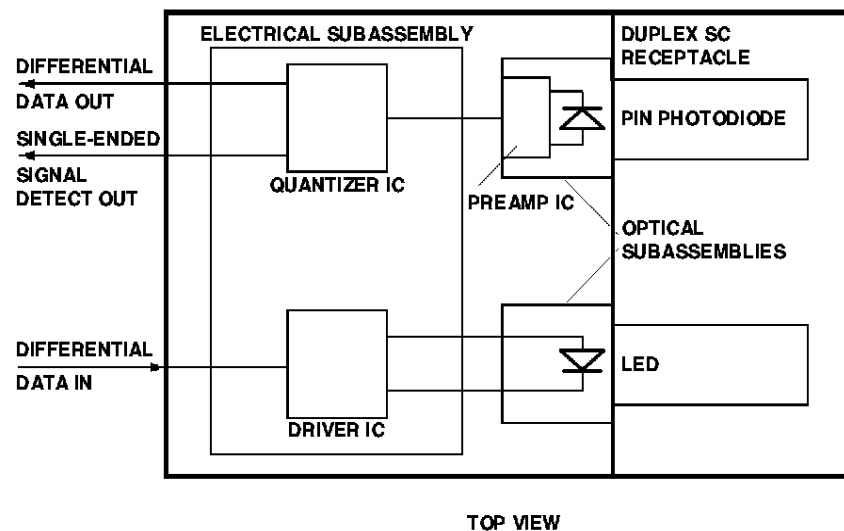 ELECTRICAL SUBASSEMBLY
DUPLEX SC
RECEPTACLE
DIFFERENTIAL
DATA OUT
SINGLE-ENDED
SIGNAL
DETECT OUT
QUANTIZER IC
PREAMP IC
PIN PHOTODIODE
OPTICAL
SUBASSEMBLIES
DIFFERENTIAL
DATA IN
DRIVER IC
LED
TOP VIEW